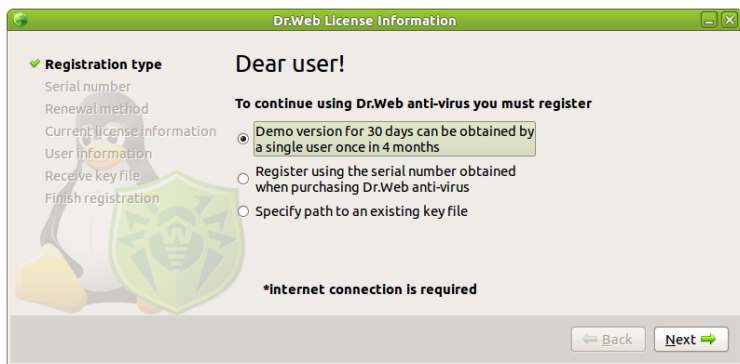 Dr.Web License Information
Registration type
Serial number
Renewal method
Current license information
User information
Receive key file
Finish registration
Dear user!
To continue using Dr.Web anti-virus you must register
Demo version for 30 days can be obtained by
a single user once in 4 months
Register using the serial number obtained
when purchasing Dr.Web anti-virus
Specify path to an existing key file
*internet connection is required
Back
Next